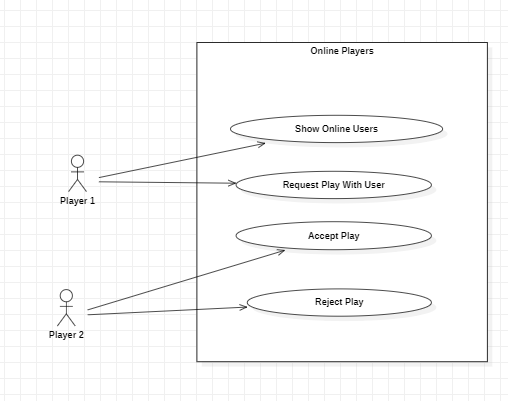 Online Players
Show Online Users
Request Play With User
Player 1
Accept Play
Reject Play
Player 2